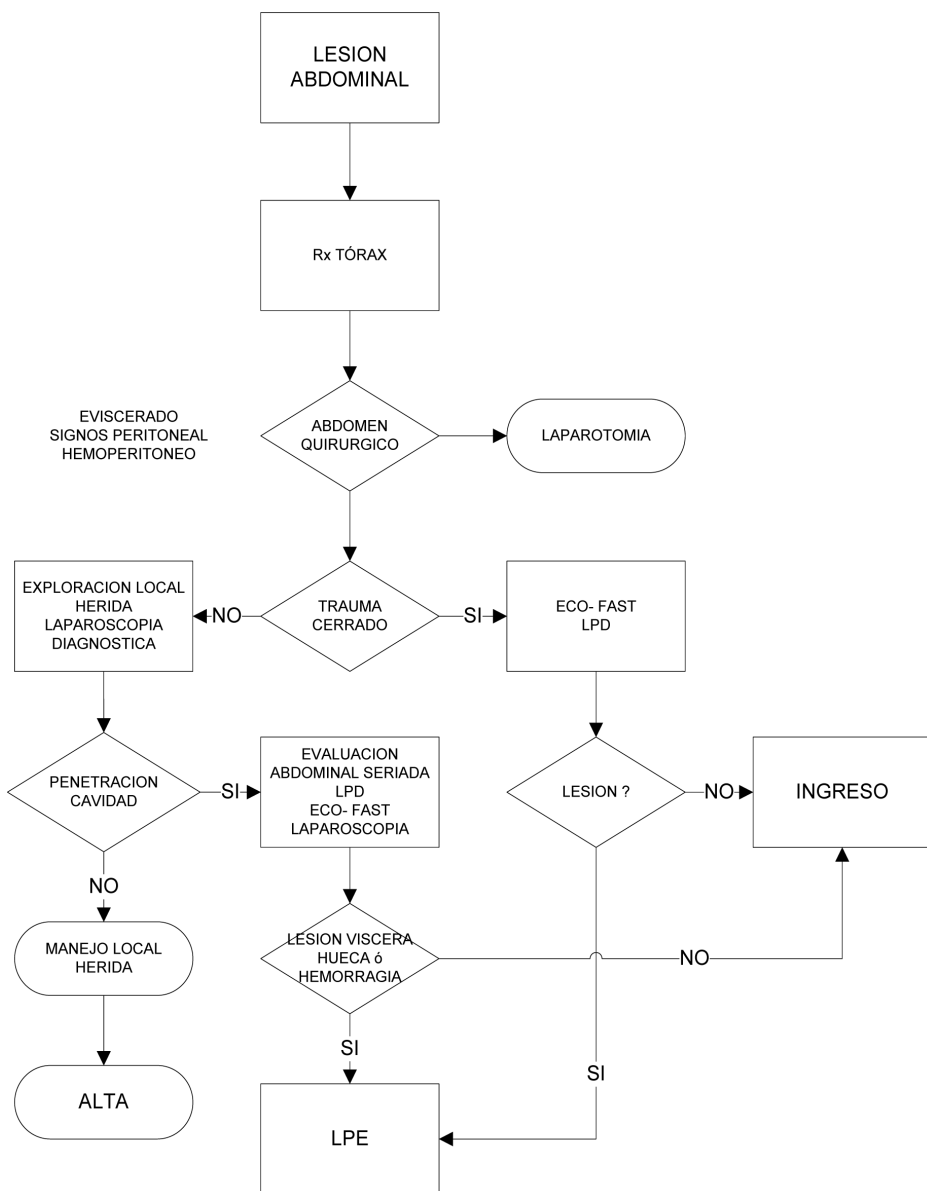 LESION
ABDOMINAL
Rx TÓRAX
EVISCERADO
SIGNOS PERITONEAL
HEMOPERITONEO
ABDOMEN
QUIRURGICO
LAPAROTOMIA
EXPLORACION LOCAL
HERIDA
LAPAROSCOPIA
DIAGNOSTICA
NO
TRAUMA
CERRADO
SI
ECO- FAST
LPD
PENETRACION
CAVIDAD
SI
EVALUACION
ABDOMINAL SERIADA
LPD
ECO- FAST
LAPAROSCOPIA
LESION ?
NO
INGRESO
NO
MANEJO LOCAL
HERIDA
LESION VISCERA
HUECA ó
HEMORRAGIA
NO
SI
SI
ALTA
LPE